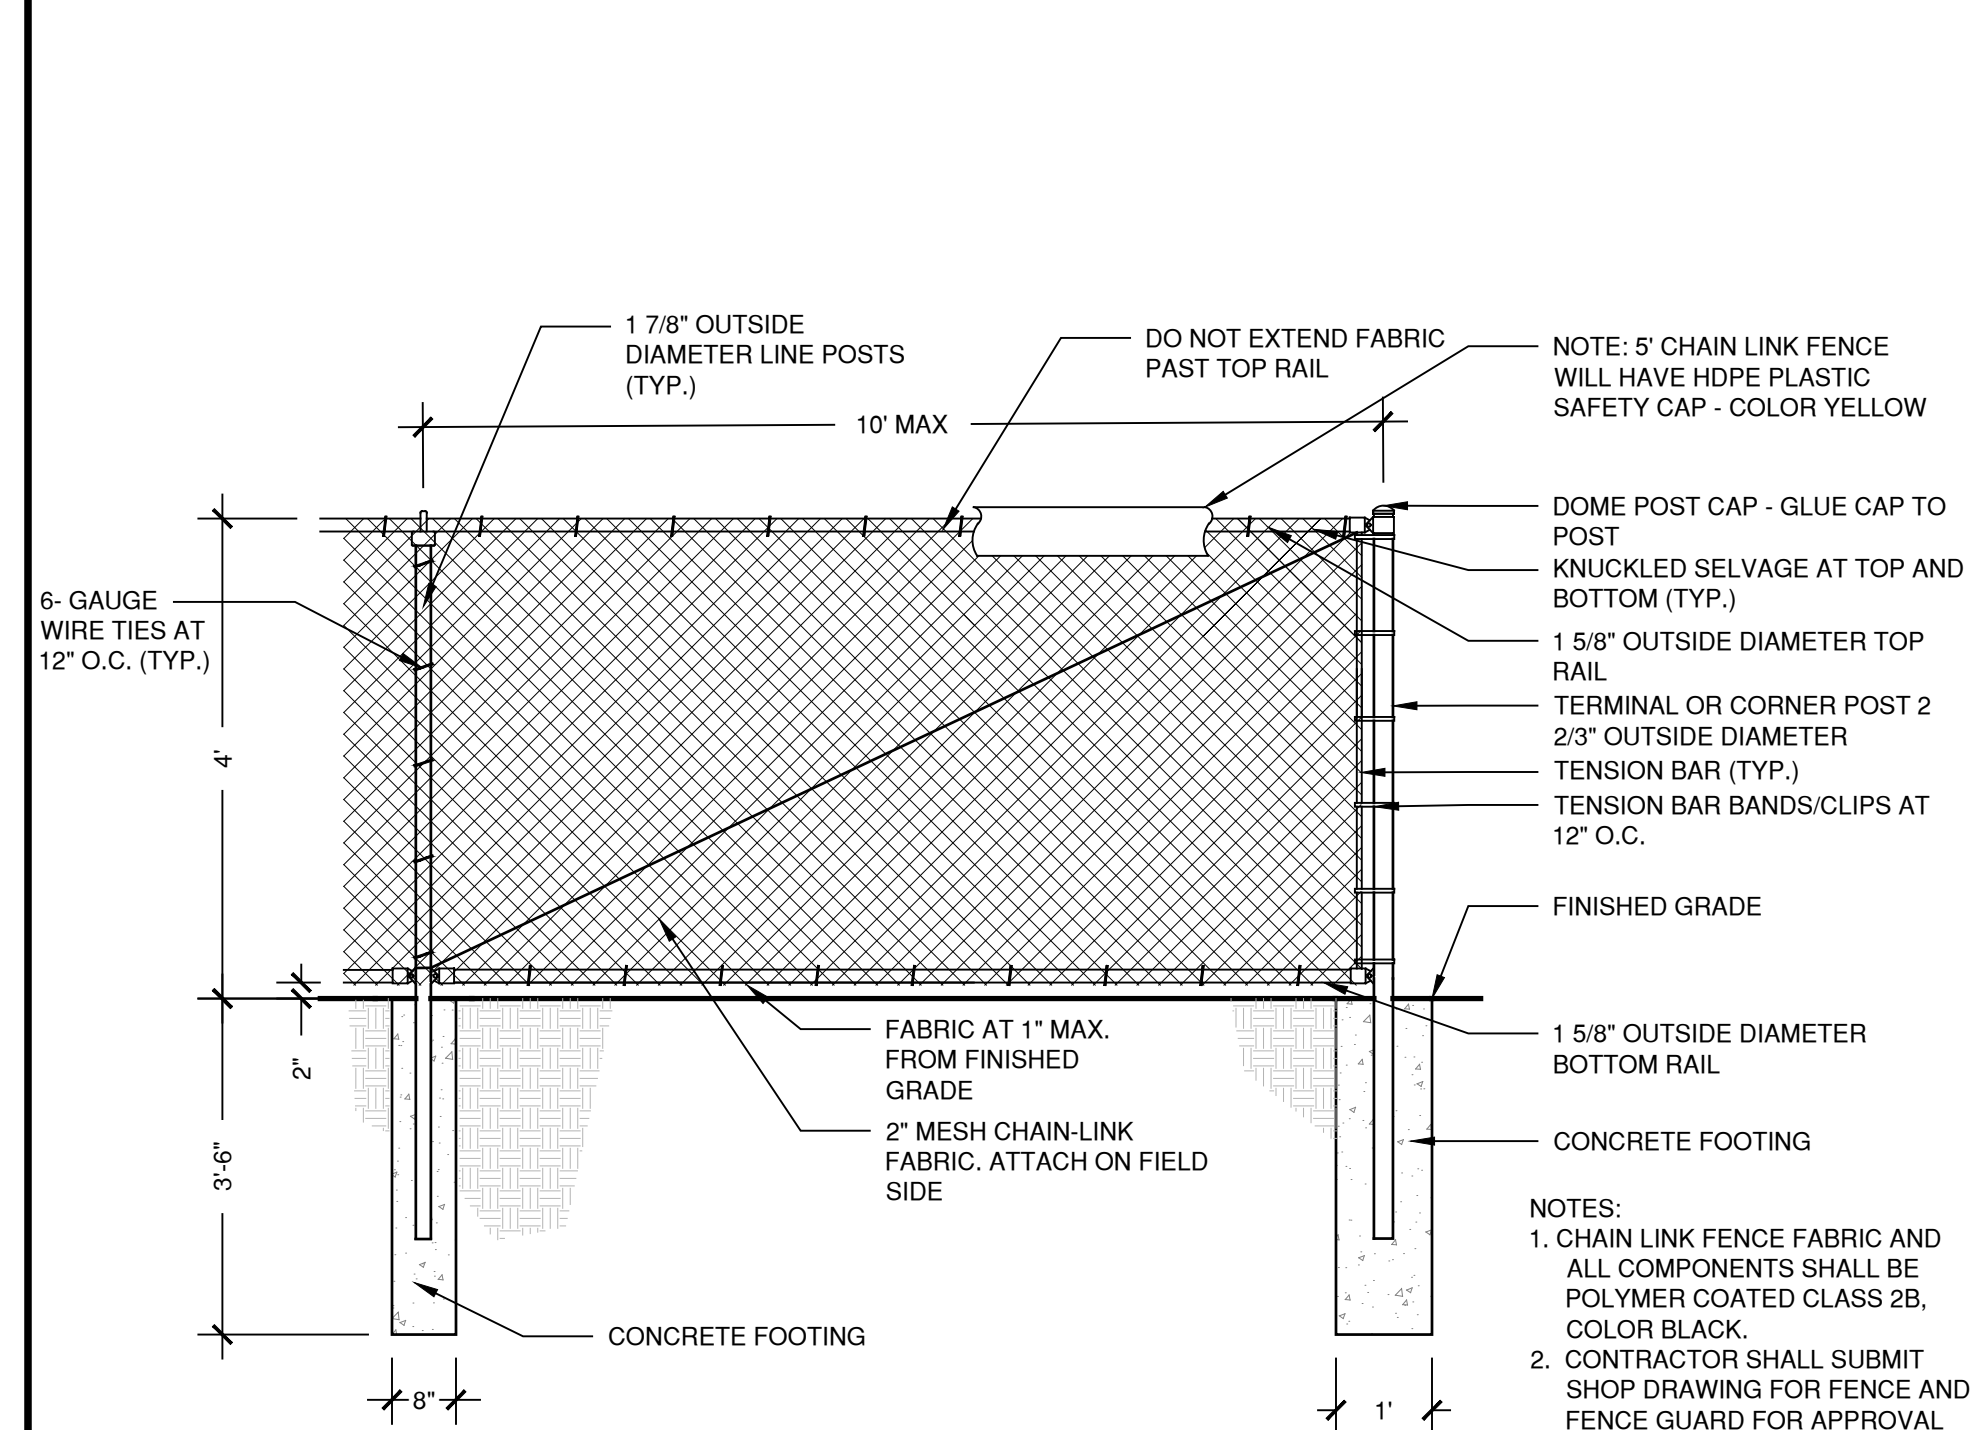 1 7/8" OUTSIDE
DIAMETER LINE POSTS
(TYP.)
DO NOT EXTEND FABRIC
PAST TOP RAIL
NOTE: 5' CHAIN LINK FENCE
WILL HAVE HDPE PLASTIC
SAFETY CAP - COLOR YELLOW
10' MAX
DOME POST CAP - GLUE CAP TO
POST
KNUCKLED SELVAGE AT TOP AND
BOTTOM (TYP.)
1 5/8" OUTSIDE DIAMETER TOP
RAIL
TERMINAL OR CORNER POST 2
2/3" OUTSIDE DIAMETER
TENSION BAR (TYP.)
TENSION BAR BANDS/CLIPS AT
12" O.C.
FINISHED GRADE
1 5/8" OUTSIDE DIAMETER
BOTTOM RAIL
CONCRETE FOOTING
6- GAUGE
WIRE TIES AT
12" O.C. (TYP.)
4'
2"
3'-6"
FABRIC AT 1" MAX.
FROM FINISHED
GRADE
2" MESH CHAIN-LINK
FABRIC. ATTACH ON FIELD
SIDE
CONCRETE FOOTING
8"
1'
NOTES:
1. CHAIN LINK FENCE FABRIC AND
ALL COMPONENTS SHALL BE
POLYMER COATED CLASS 2B,
COLOR BLACK.
2. CONTRACTOR SHALL SUBMIT
SHOP DRAWING FOR FENCE AND
FENCE GUARD FOR APPROVAL